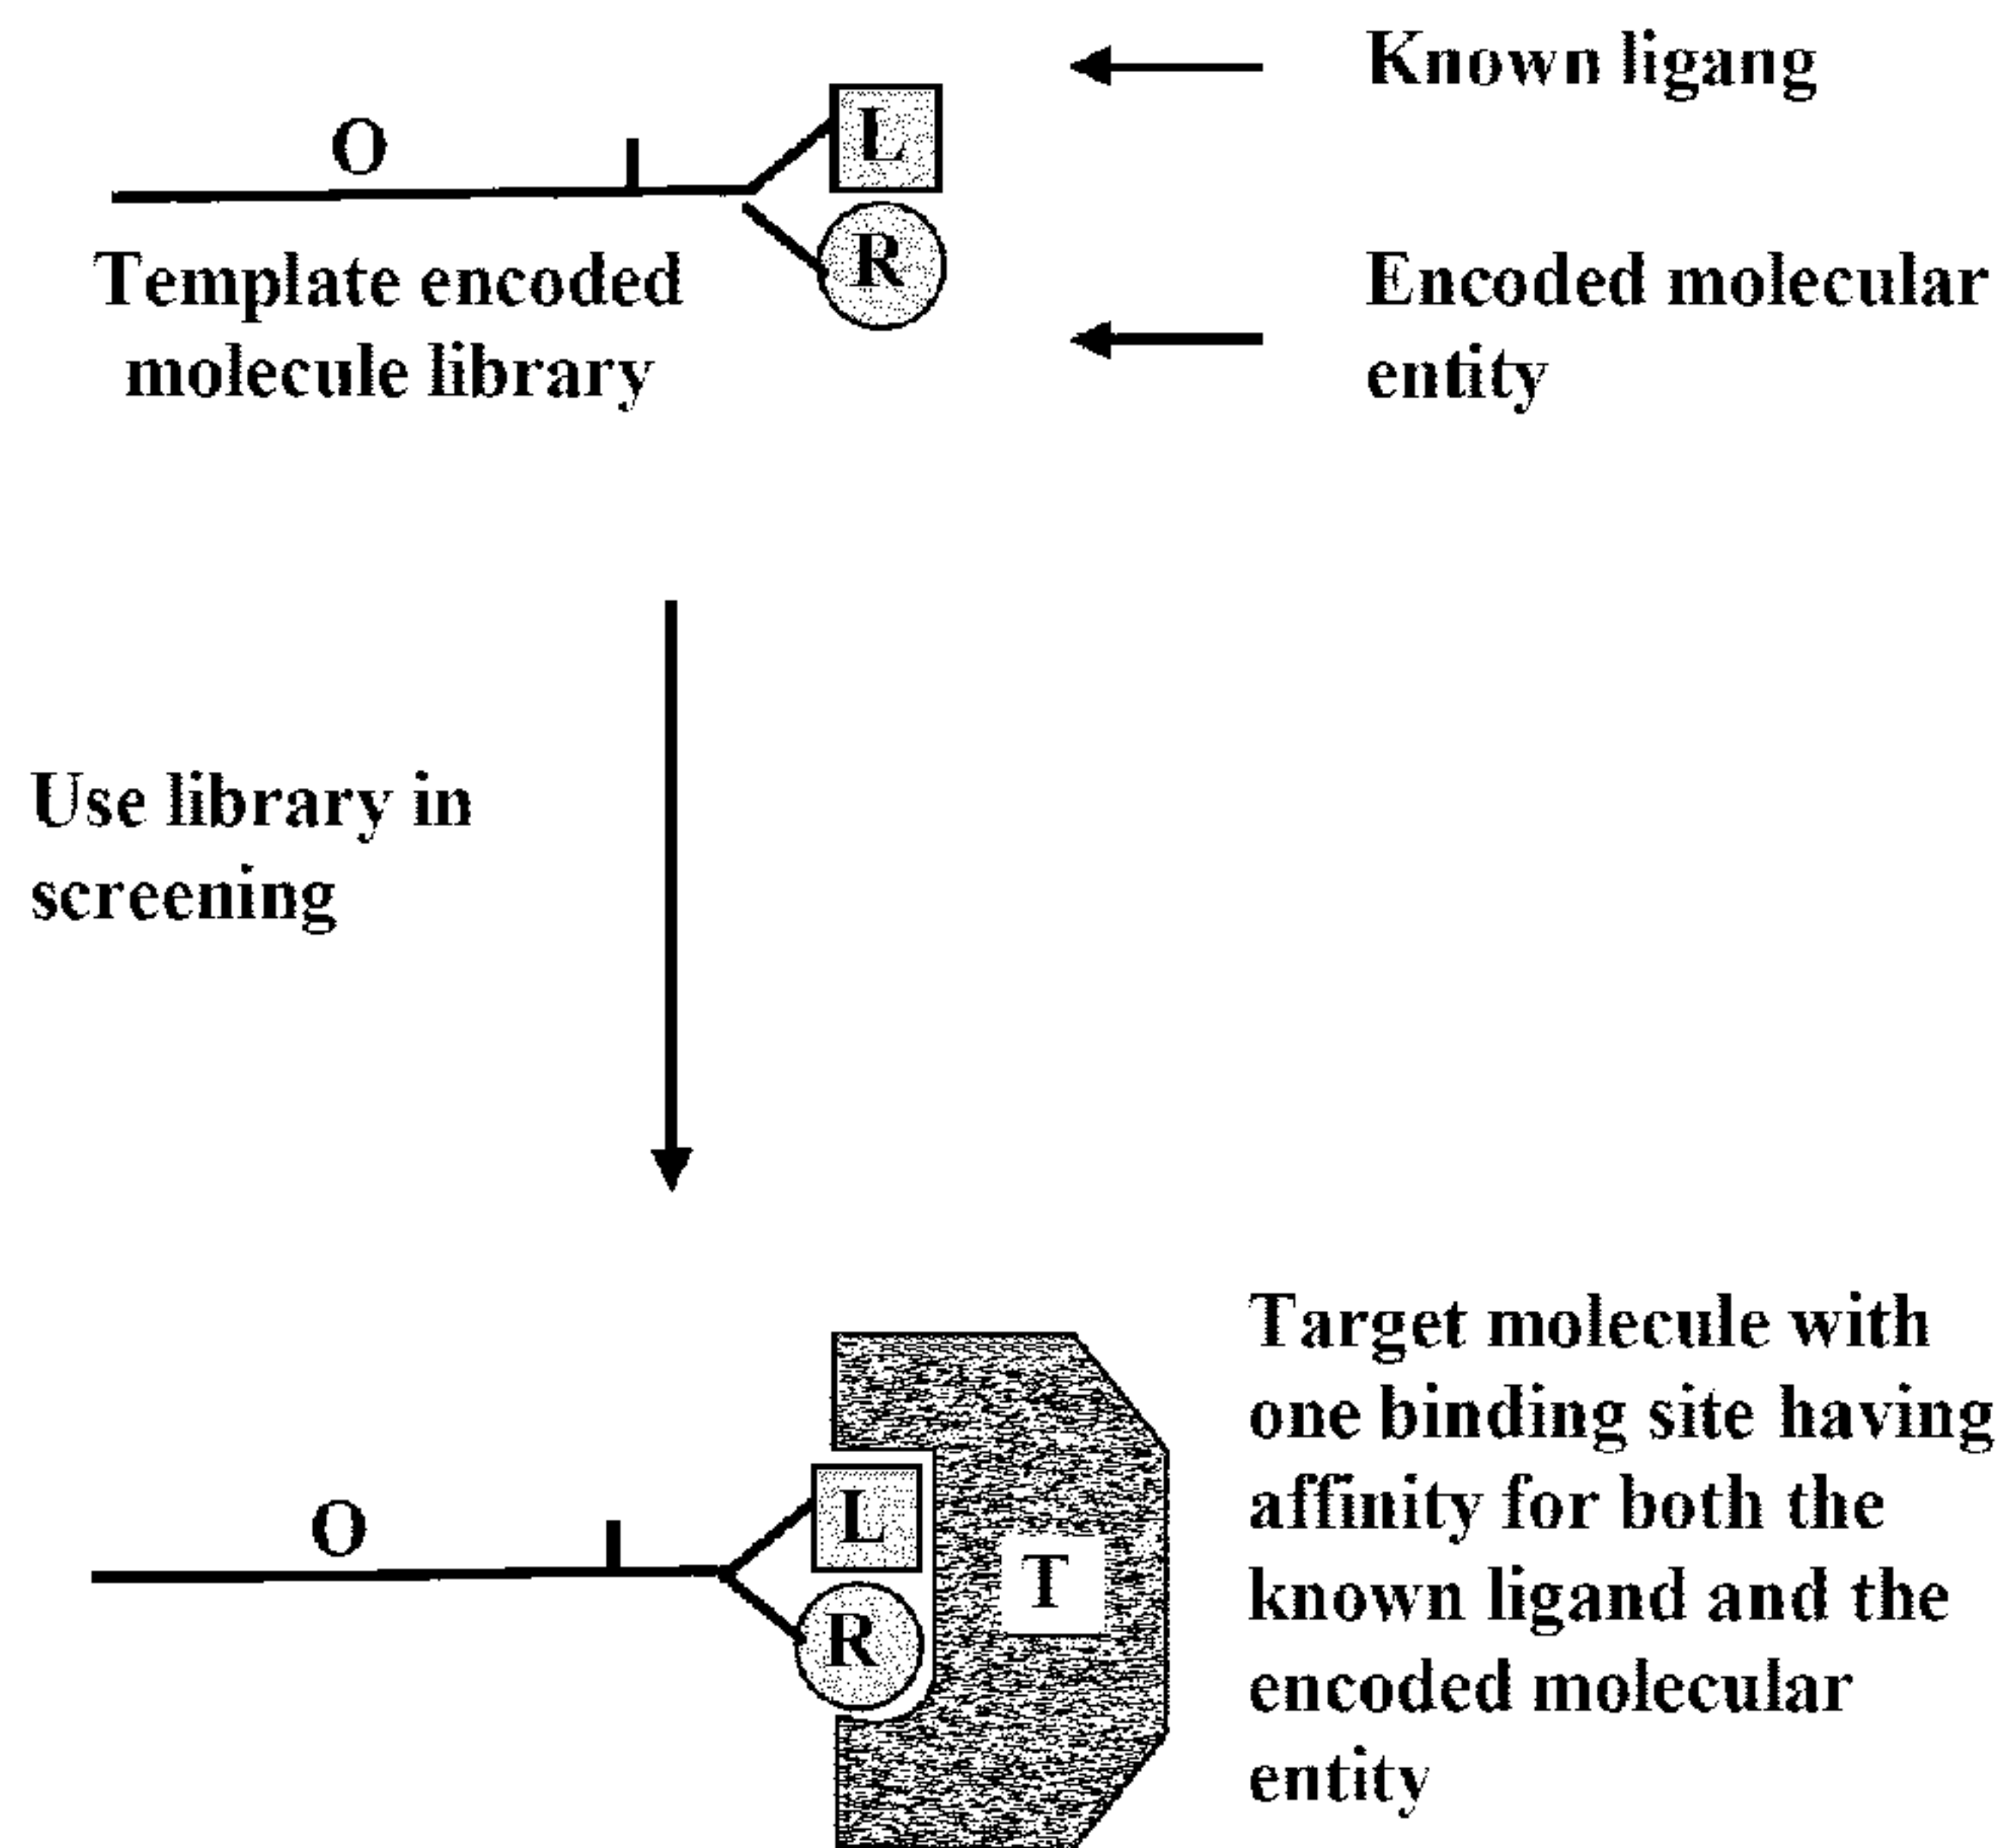 Known ligang
O
L
R
Template encoded
molecule library
Encoded molecular
entity
Use library in
screening
Target molecule with
one binding site having
affinity for both the
known ligand and the
encoded molecular
entity
O
L
R
T